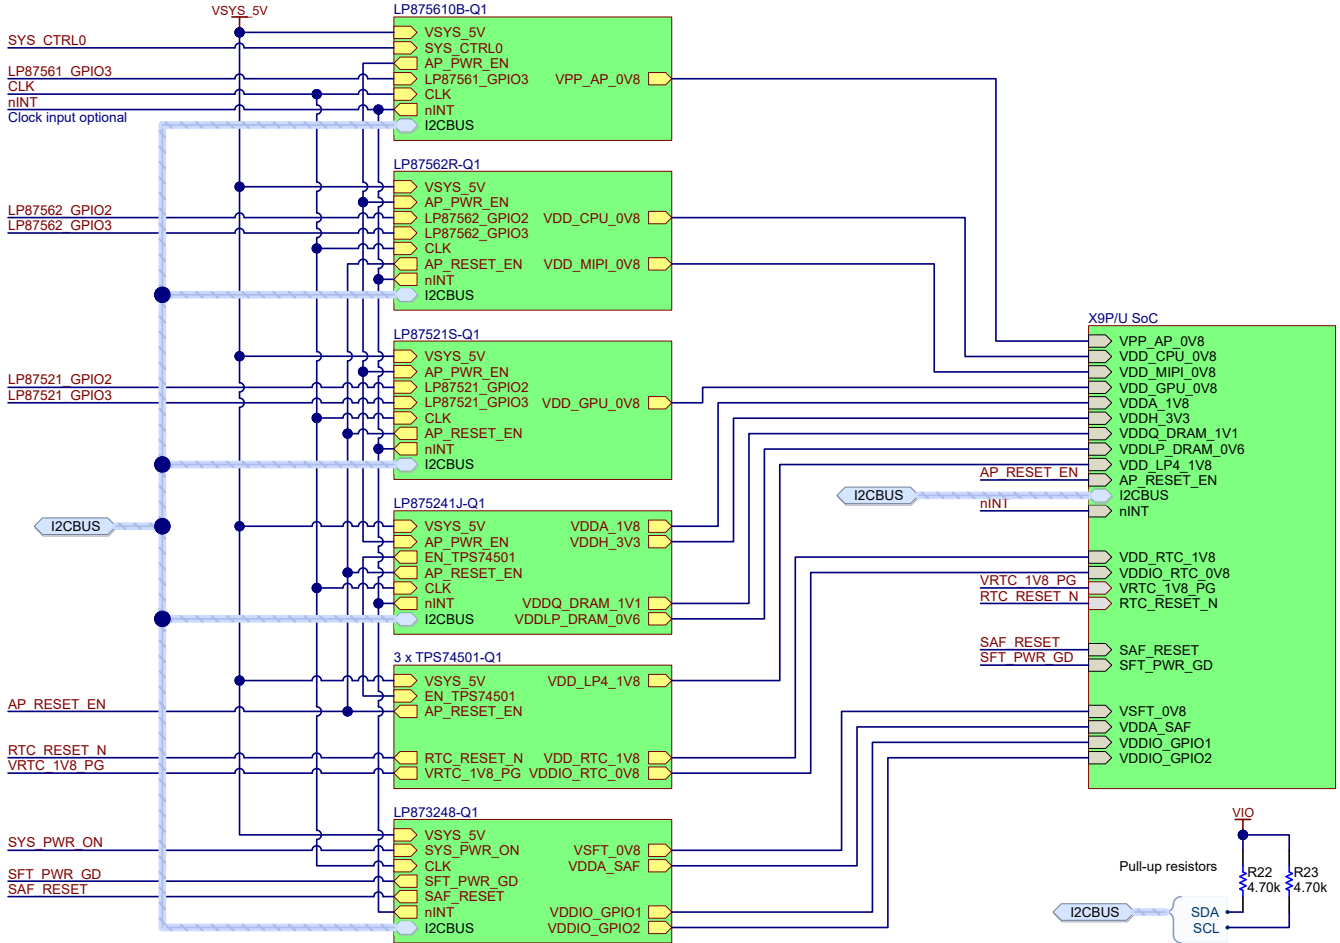 VSYS_5V
SYS_CTRL0
LP87561_GPIO3
CLK
nINT
Clock input optional
LP875610B-Q1
VSYS_5V
SYS_CTRL0
AP_PWR_EN
LP87561_GPIO3 VPP_AP_0V8
CLK
nINT
I2CBUS
LP87562_GPIO2
LP87562_GPIO3
LP87562R-Q1
VSYS_5V
AP_PWR_EN
LP87562_GPIO2 VDD_CPU_0V8
LP87562_GPIO3
CLK
AP_RESET_EN VDD_MIPI_0V8
nINT
I2CBUS
LP87521_GPIO2
LP87521_GPIO3
LP87521S-Q1
VSYS_5V
AP_PWR_EN
LP87521_GPIO2
LP87521_GPIO3 VDD_GPU_0V8
CLK
AP_RESET_EN
nINT
I2CBUS
I2CBUS
LP875241J-Q1
VSYS_5V VDDA_1V8
AP_PWR_EN VDDH_3V3
EN_TPS74501
AP_RESET_EN
CLK
nINT VDDQ_DRAM_1V1
I2CBUS VDDLP_DRAM_0V6
AP_RESET_EN
RTC_RESET_N
VRTC_1V8_PG
3 x TPS74501-Q1
VSYS_5V VDD_LP4_1V8
EN_TPS74501
AP_RESET_EN
RTC_RESET_N VDD_RTC_1V8
VRTC_1V8_PG VDDIO_RTC_0V8
SYS_PWR_ON
SFT_PWR_GD
SAF_RESET
LP873248-Q1
VSYS_5V
SYS_PWR_ON VSFT_0V8
CLK VDDA_SAF
SFT_PWR_GD
SAF_RESET
nINT VDDIO_GPIO1
I2CBUS VDDIO_GPIO2
X9P/U SoC
VPP_AP_0V8
VDD_CPU_0V8
VDD_MIPI_0V8
VDD_GPU_0V8
VDDA_1V8
VDDH_3V3
VDDQ_DRAM_1V1
VDDLP_DRAM_0V6
VDD_LP4_1V8
AP_RESET_EN AP_RESET_EN
I2CBUS I2CBUS
nINT nINT
VDD_RTC_1V8
VDDIO_RTC_0V8
VRTC_1V8_PG VRTC_1V8_PG
RTC_RESET_N RTC_RESET_N
SAF_RESET SAF_RESET
SFT_PWR_GD SFT_PWR_GD
VSFT_0V8
VDDA_SAF
VDDIO_GPIO1
VDDIO_GPIO2
VIO
Pull-up resistors
R22 R23
4.70k 4.70k
I2CBUS
SDA
SCL